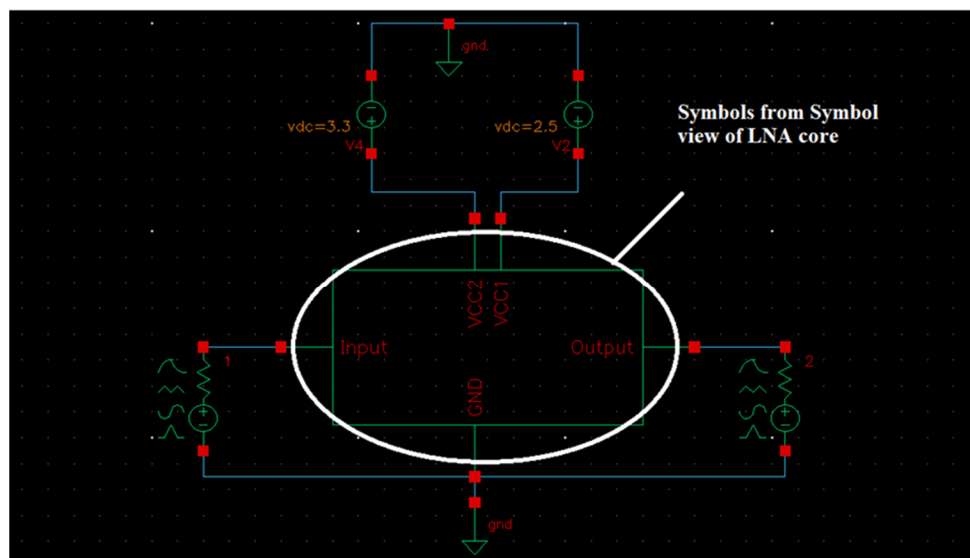 gnd
vdc=3.3
V4
vdc=2.5
V2
Symbols from Symbol
view of LNA core
VCC2
VCC1
1
Input
Output
2
GND
gnd